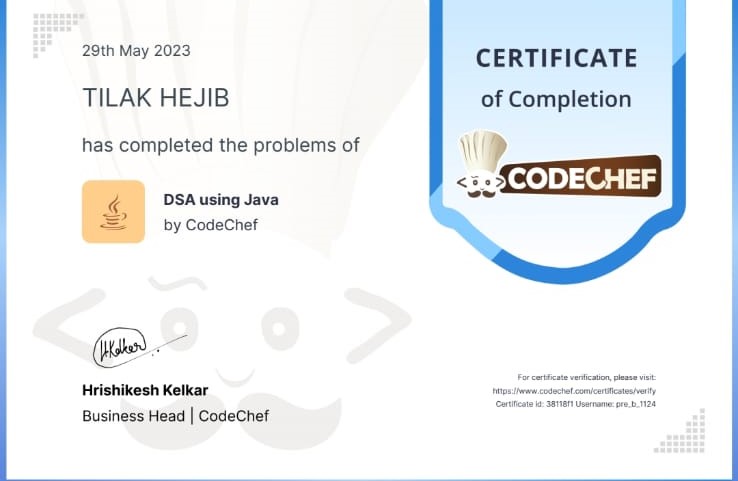 29th May 2023
TILAK HEJIB
has completed the problems of
DSA using Java
by CodeChef
CERTIFICATE
of Completion
CODECHEF
HKelkar
Hrishikesh Kelkar
Business Head | CodeChef
For certificate verification, please visit:
https://www.codechef.com/certificates/verify
Certificate id: 38118f1 Username: pre_b_1124